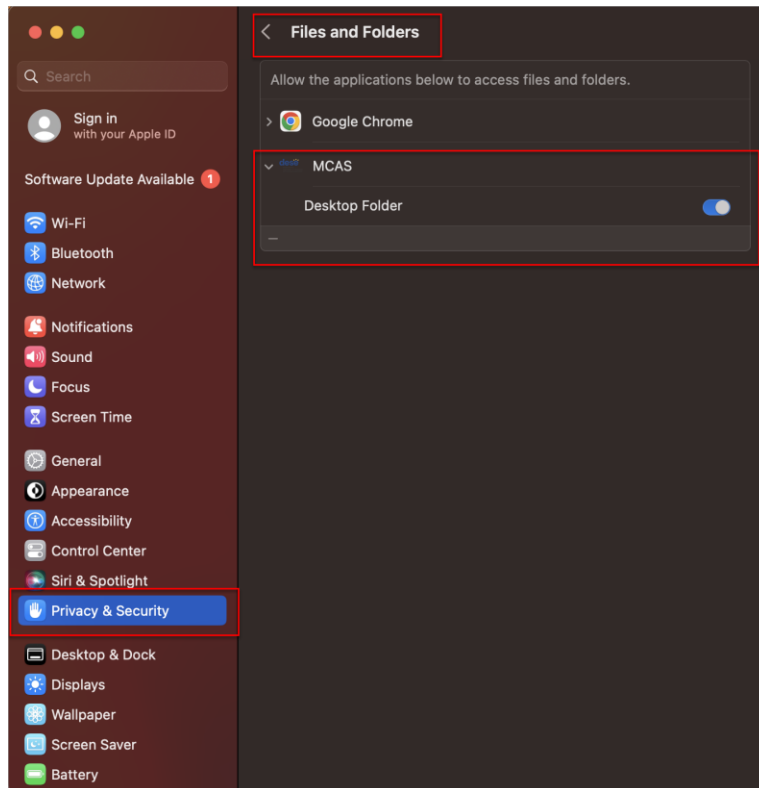 Search
Sign in
with your Apple ID
Software Update Available 1
Wi-Fi
Bluetooth
Network
Notifications
Sound
Focus
Screen Time
General
Appearance
Accessibility
Control Center
Siri & Spotlight
Privacy & Security
Desktop & Dock
Displays
Wallpaper
Screen Saver
Battery
Files and Folders
Allow the applications below to access files and folders.
Google Chrome
MCAS
Desktop Folder